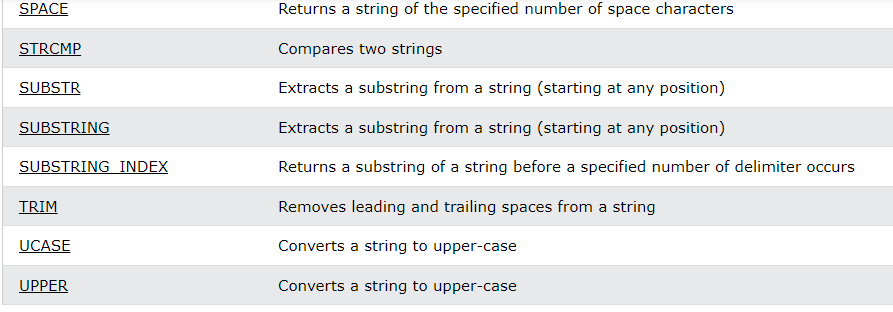 SPACE Returns a string of the specified number of space characters
STRCMP Compares two strings
SUBSTR Extracts a substring from a string (starting at any position)
SUBSTRING Extracts a substring from a string (starting at any position)
SUBSTRING_INDEX Returns a substring of a string before a specified number of delimiter occurs
TRIM Removes leading and trailing spaces from a string
UCASE Converts a string to upper-case
UPPER Converts a string to upper-case